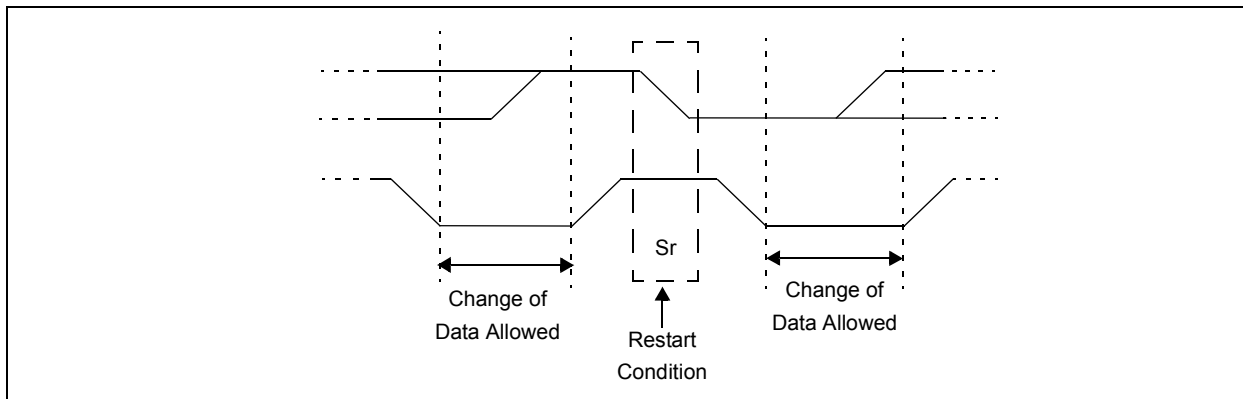 Sr
Change of
Data Allowed
Restart
Condition
Change of
Data Allowed